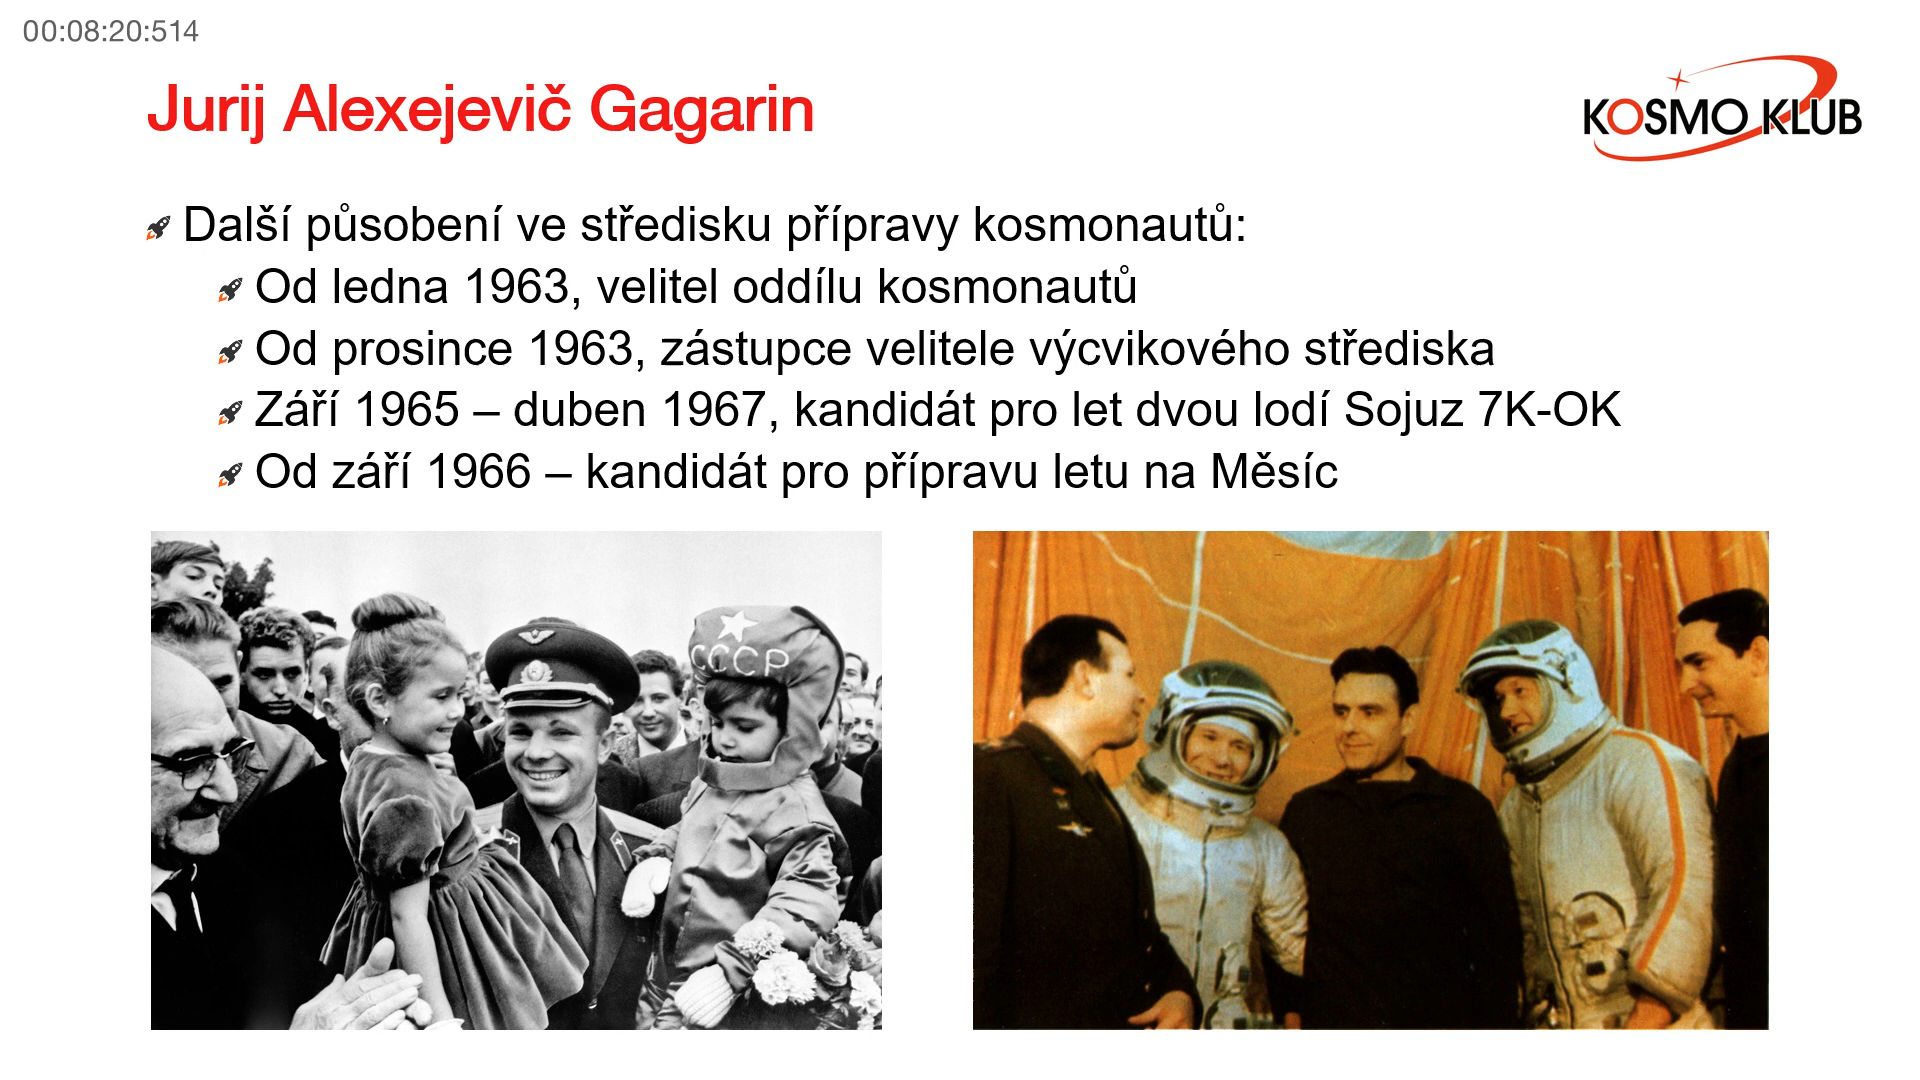 00:08:20:514
Jurij Alexejevič Gagarin
KOSMO KLUB
Další působení ve středisku přípravy kosmonautů:
Od ledna 1963, velitel oddílu kosmonautů
Od prosince 1963, zástupce velitele výcvikového střediska
Září 1965 – duben 1967, kandidát pro let dvou lodí Sojuz 7K-OK
Od září 1966 – kandidát pro přípravu letu na Měsíc
СССР